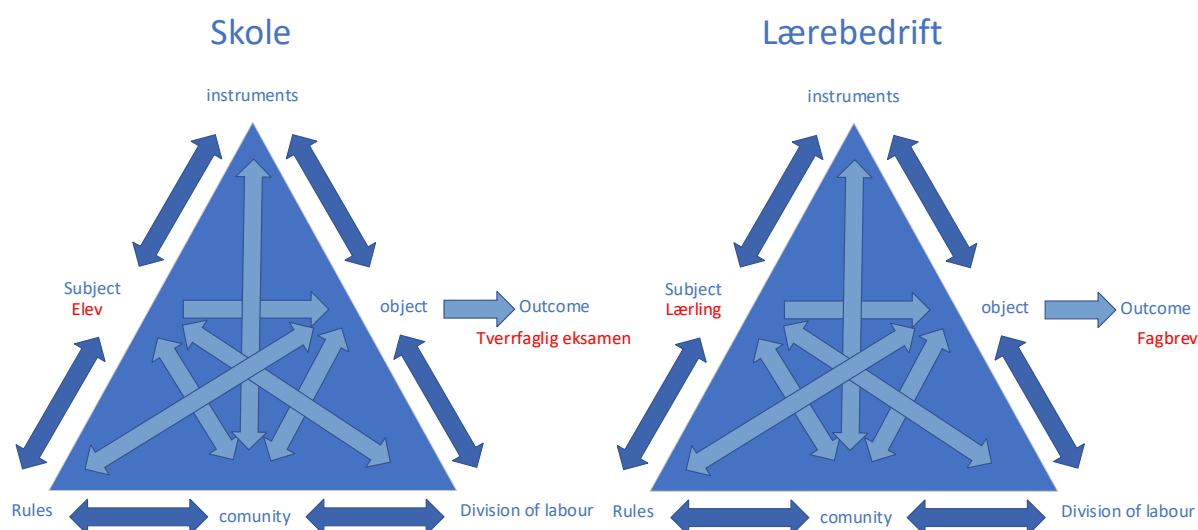 Skole
instruments
Subject
Elev
object
Outcome
Tverrfaglig eksamen
Rules
comunity
Division of labour
Lærebedrift
instruments
Subject
Lærling
object
Outcome
Fagbrev
Rules
comunity
Division of labour